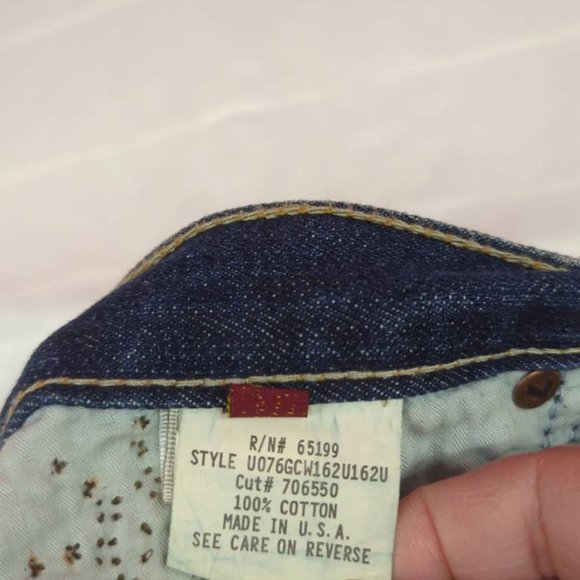 R/N# 65199
STYLE U076GCW162U162U
Cut# 706550
100% COTTON
MADE IN U.S.A.
SEE CARE ON REVERSE